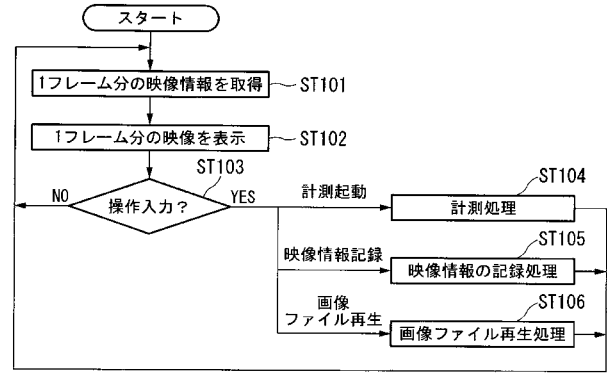 スタート
1フレーム分の映像情報を取得
ST101
1フレーム分の映像を表示
ST102
ST103
操作入力？
NO
YES
計測起動
ST104
計測処理
映像情報記録
ST105
映像情報の記録処理
画像
ファイル再生
ST106
画像ファイル再生処理